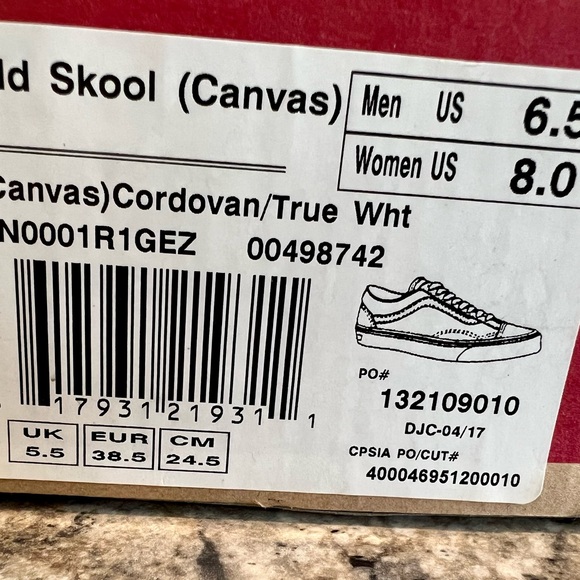 ld Skool (Canvas)
Men US 6.5
Women US 8.0
Canvas)Cordovan/True Wht
N0001R1GEZ 00498742
17931 21931 1
PO#
132109010
DJC-04/17
CPSIA PO/CUT#
400046951200010
UK EUR CM
5.5 38.5 24.5